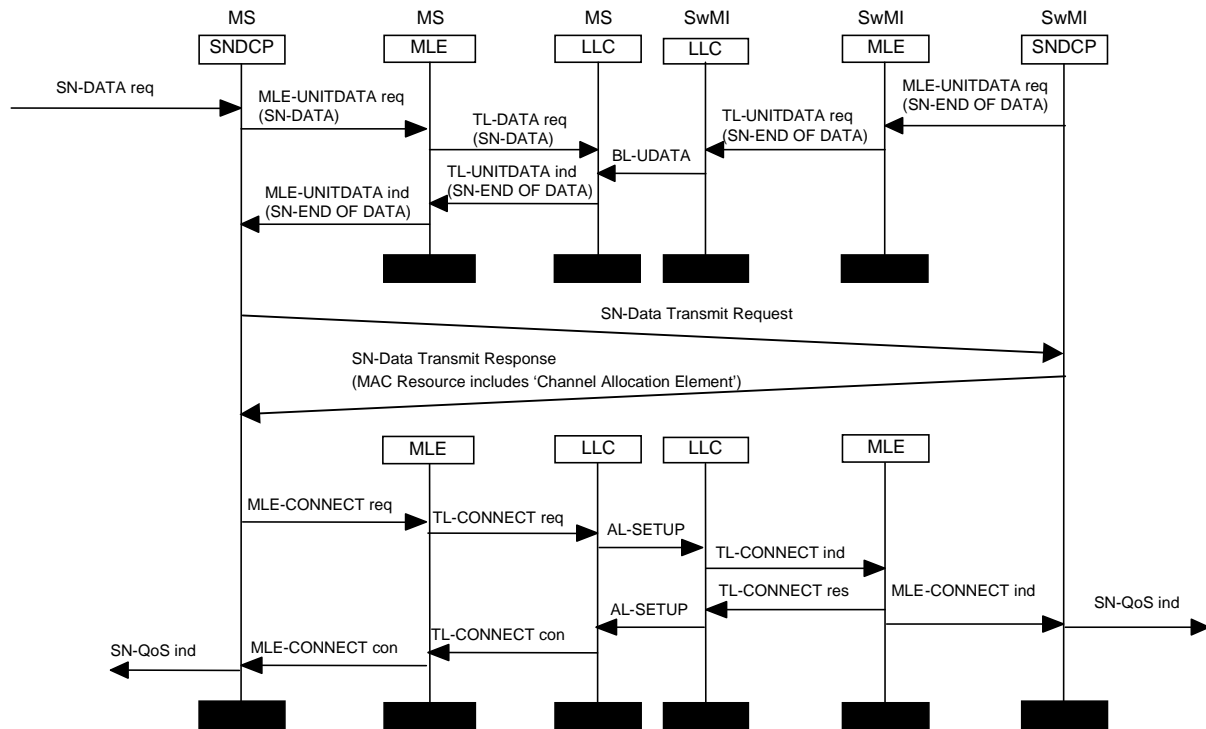 MS
MS
MS
SwMI
SwMI
SwMI
SNDCP
MLE
LLC
LLC
MLE
SNDCP
SN-DATA req
MLE-UNITDATA req
(SN-DATA)
TL-DATA req
(SN-DATA)
BL-UDATA
TL-UNITDATA req
(SN-END OF DATA)
MLE-UNITDATA req
(SN-END OF DATA)
TL-UNITDATA ind
(SN-END OF DATA)
MLE-UNITDATA ind
(SN-END OF DATA)
SN-Data Transmit Request
SN-Data Transmit Response
(MAC Resource includes ‘Channel Allocation Element’)
MLE
LLC
LLC
MLE
MLE-CONNECT req
TL-CONNECT req
AL-SETUP
TL-CONNECT ind
TL-CONNECT res
MLE-CONNECT ind
SN-QoS ind
AL-SETUP
TL-CONNECT con
MLE-CONNECT con
SN-QoS ind